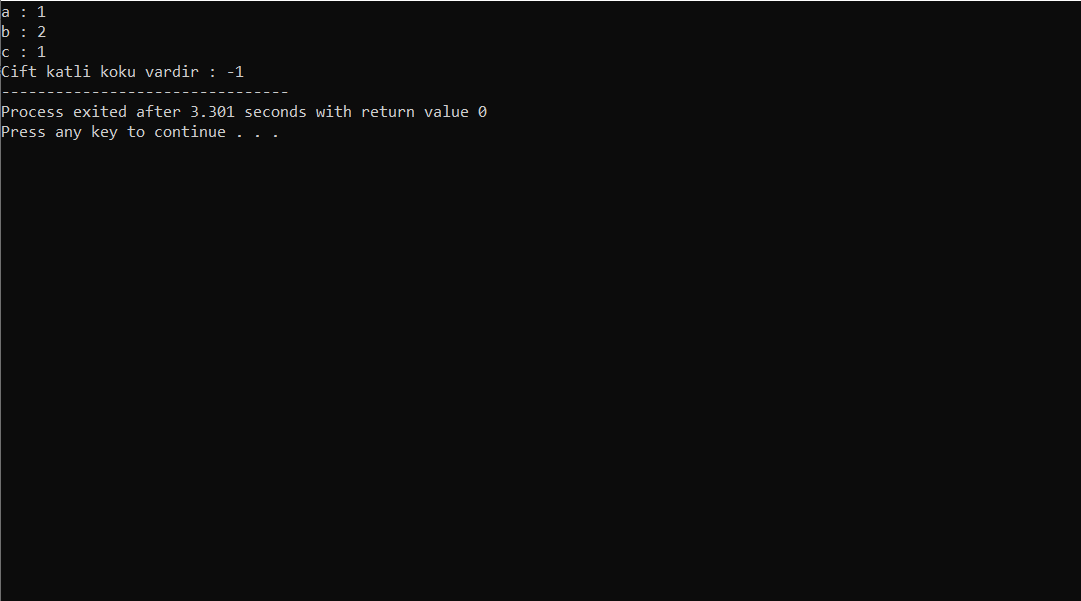 a : 1
b : 2
c : 1
Cift katli koku vardir : -1
--------------------------------
Process exited after 3.301 seconds with return value 0
Press any key to continue . . .